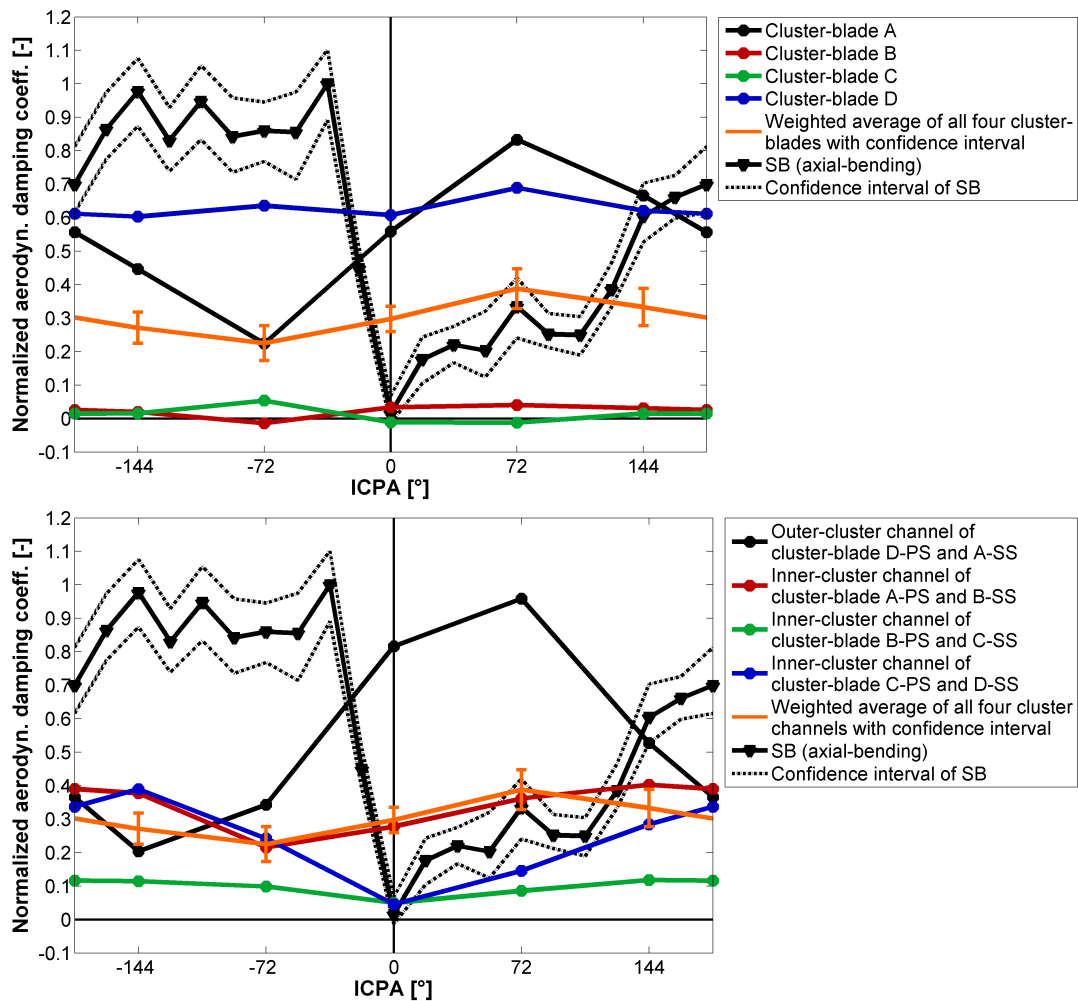 1.2
1.1
1
0.9
0.8
0.7
0.6
0.5
0.4
0.3
0.2
0.1
0
-0.1
Normalized aerodyn. damping coeff. [-]
-144
-72
0
72
144
ICPA [°]
Cluster-blade A
Cluster-blade B
Cluster-blade C
Cluster-blade D
Weighted average of all four cluster-
blades with confidence interval
SB (axial-bending)
Confidence interval of SB
1.2
1.1
1
0.9
0.8
0.7
0.6
0.5
0.4
0.3
0.2
0.1
0
-0.1
Normalized aerodyn. damping coeff. [-]
-144
-72
0
72
144
ICPA [°]
Outer-cluster channel of
cluster-blade D-PS and A-SS
Inner-cluster channel of
cluster-blade A-PS and B-SS
Inner-cluster channel of
cluster-blade B-PS and C-SS
Inner-cluster channel of
cluster-blade C-PS and D-SS
Weighted average of all four cluster
channels with confidence interval
SB (axial-bending)
Confidence interval of SB